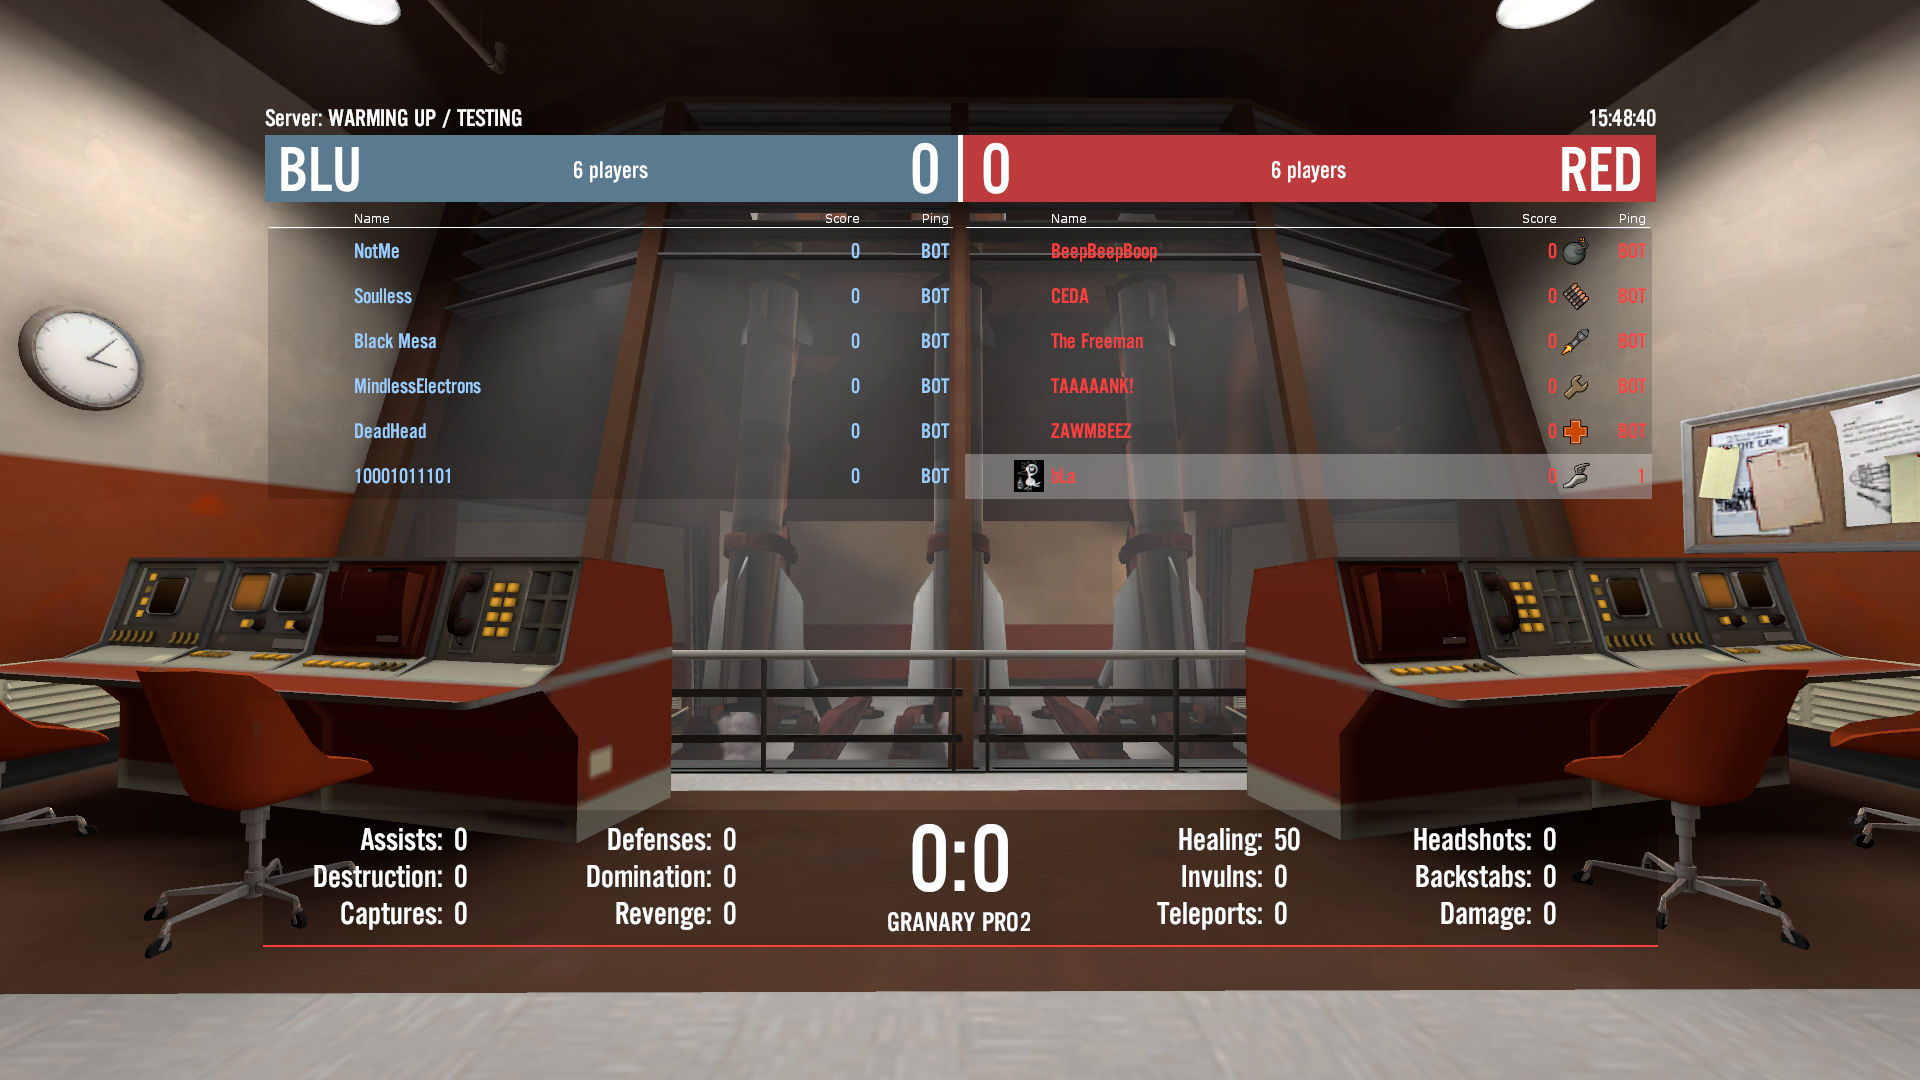 Server: WARMING UP / TESTING
15:48:40
BLU 6 players 0
0 6 players RED
Name Score Ping
NotMe 0 BOT
Soulless 0 BOT
Black Mesa 0 BOT
MindlessElectrons 0 BOT
DeadHead 0 BOT
10001011101 0 BOT
Name Score Ping
BeepBeepBoop 0 BOT
CEDA 0 BOT
The Freeman 0 BOT
TAAAAANK! 0 BOT
ZAWMBEEZ 0 BOT
bLa 0 1
Assists: 0
Destruction: 0
Captures: 0
Defenses: 0
Domination: 0
Revenge: 0
0:0
GRANARY PRO2
Healing: 50
Invulns: 0
Teleports: 0
Headshots: 0
Backstabs: 0
Damage: 0